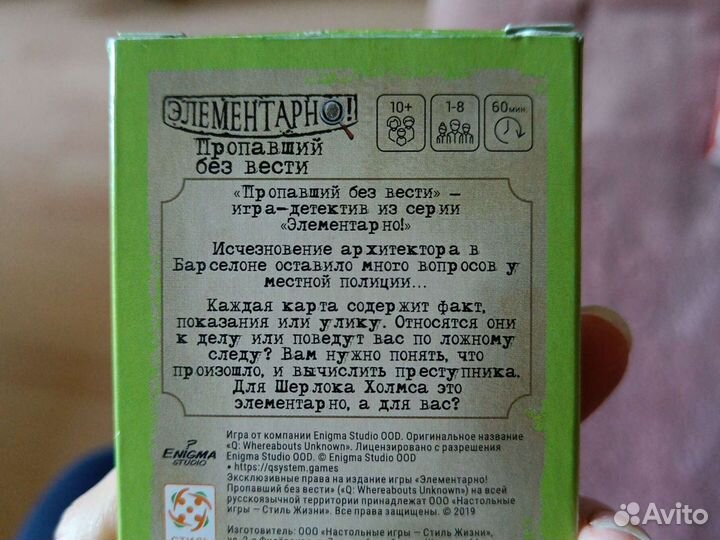 ЭЛЕМЕНТАРНО!
Пропавший
без вести
10+
1-8
60мин.
«Пропавший без вести» –
игра-детектив из серии
«Элементарно!»
Исчезновение архитектора в
Барселоне оставило много вопросов у
местной полиции...
Каждая карта содержит факт,
показания или улику. Относятся они
к делу или поведут вас по ложному
следу? Вам нужно понять, что
произошло, и вычислить преступника.
Для Шерлока Холмса это
элементарно, а для вас?
ENIGMA
STUDIO
Игра от компании Enigma Studio OOD. Оригинальное название
«Q: Whereabouts Unknown». Лицензировано с разрешения
Enigma Studio OOD. © Enigma Studio OOD
• https://qsystem.games
Эксклюзивные права на издание игры «Элементарно!
Пропавший без вести» («Q: Whereabouts Unknown») на всей
русскоязычной территории принадлежат ООО «Настольные
игры – Стиль Жизни». Все права защищены. © 2019
Изготовитель: ООО «Настольные игры – Стиль Жизни»,
Avito